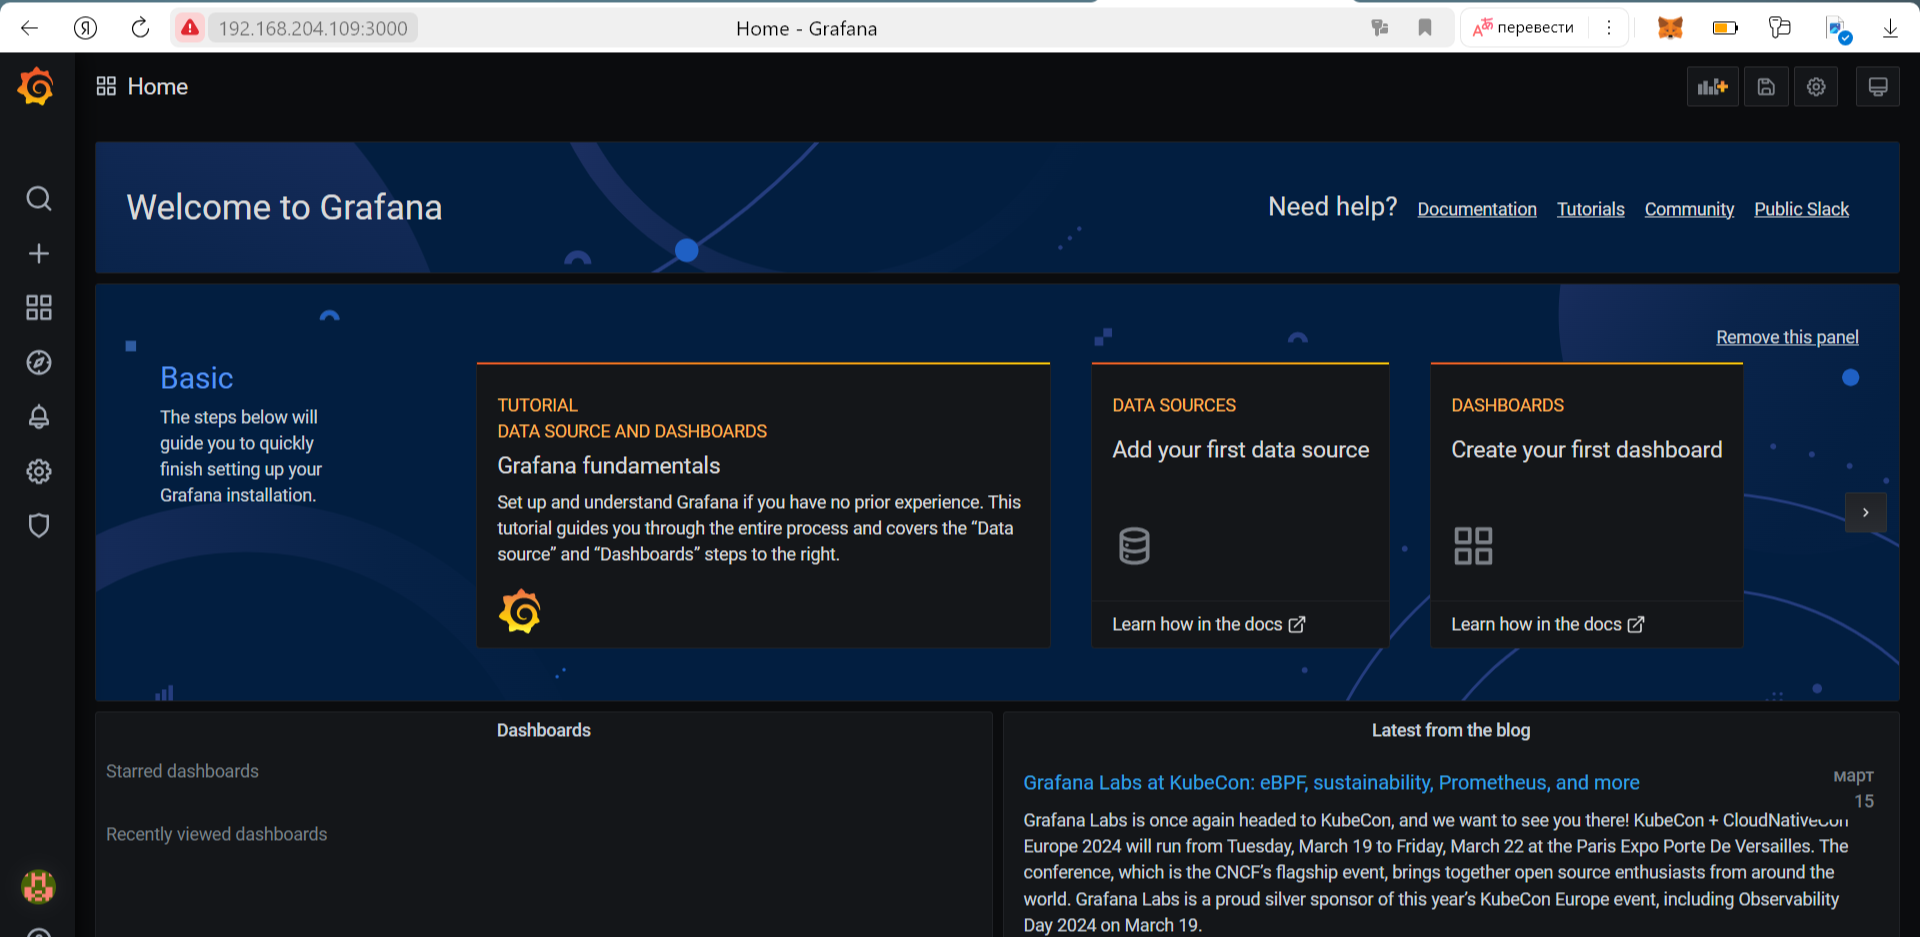 Я
192.168.204.109:3000
Home - Grafana
перевести
Home
Welcome to Grafana
Need help?
Documentation
Tutorials
Community
Public Slack
Remove this panel
Basic
The steps below will
guide you to quickly
finish setting up your
Grafana installation.
TUTORIAL
DATA SOURCE AND DASHBOARDS
Grafana fundamentals
Set up and understand Grafana if you have no prior experience. This
tutorial guides you through the entire process and covers the “Data
source” and “Dashboards” steps to the right.
DATA SOURCES
Add your first data source
Learn how in the docs
DASHBOARDS
Create your first dashboard
Learn how in the docs
Dashboards
Starred dashboards
Recently viewed dashboards
Latest from the blog
Grafana Labs at KubeCon: eBPF, sustainability, Prometheus, and more
март
15
Grafana Labs is once again headed to KubeCon, and we want to see you there! KubeCon + CloudNativeCon
Europe 2024 will run from Tuesday, March 19 to Friday, March 22 at the Paris Expo Porte De Versailles. The
conference, which is the CNCF’s flagship event, brings together open source enthusiasts from around the
world. Grafana Labs is a proud silver sponsor of this year’s KubeCon Europe event, including Observability
Day 2024 on March 19.